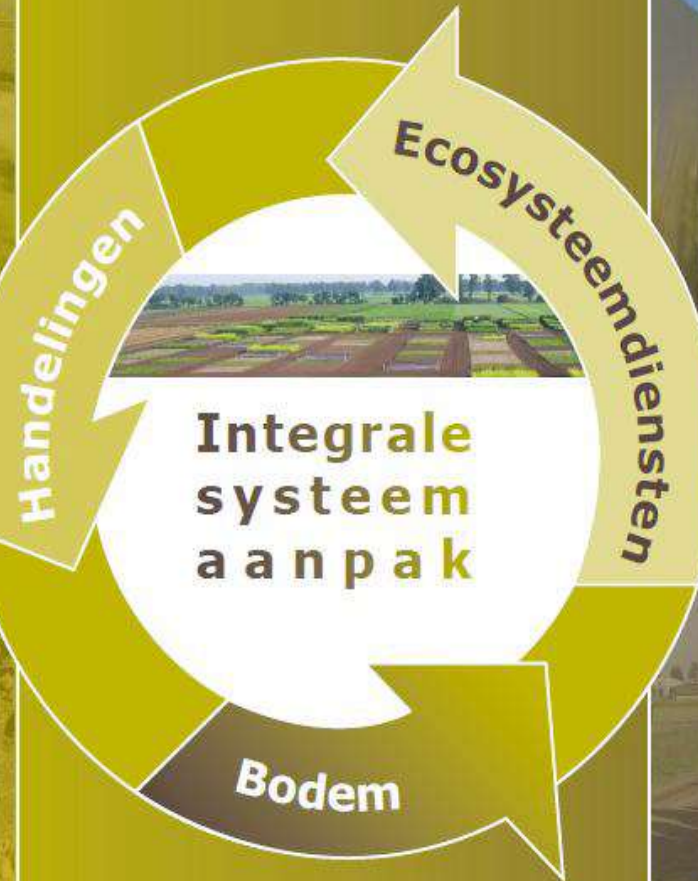 Ecosysteemdiensten
Handelingen
Integrale
systeem
aanpak
Bodem